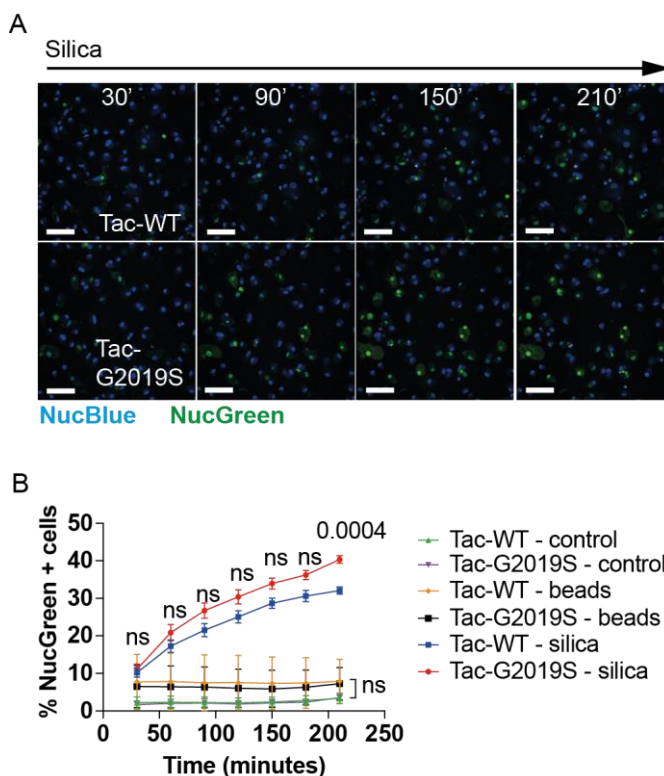 A
Silica
30’ 90’ 150’ 210’
Tac-WT
Tac-
G2019S
NucBlue NucGreen
B
% NucGreen + cells
50
40
30
20
10
0
ns ns ns ns ns ns 0.0004
ns
0 50 100 150 200 250
Time (minutes)
Tac-WT - control
Tac-G2019S - control
Tac-WT - beads
Tac-G2019S - beads
Tac-WT - silica
Tac-G2019S - silica